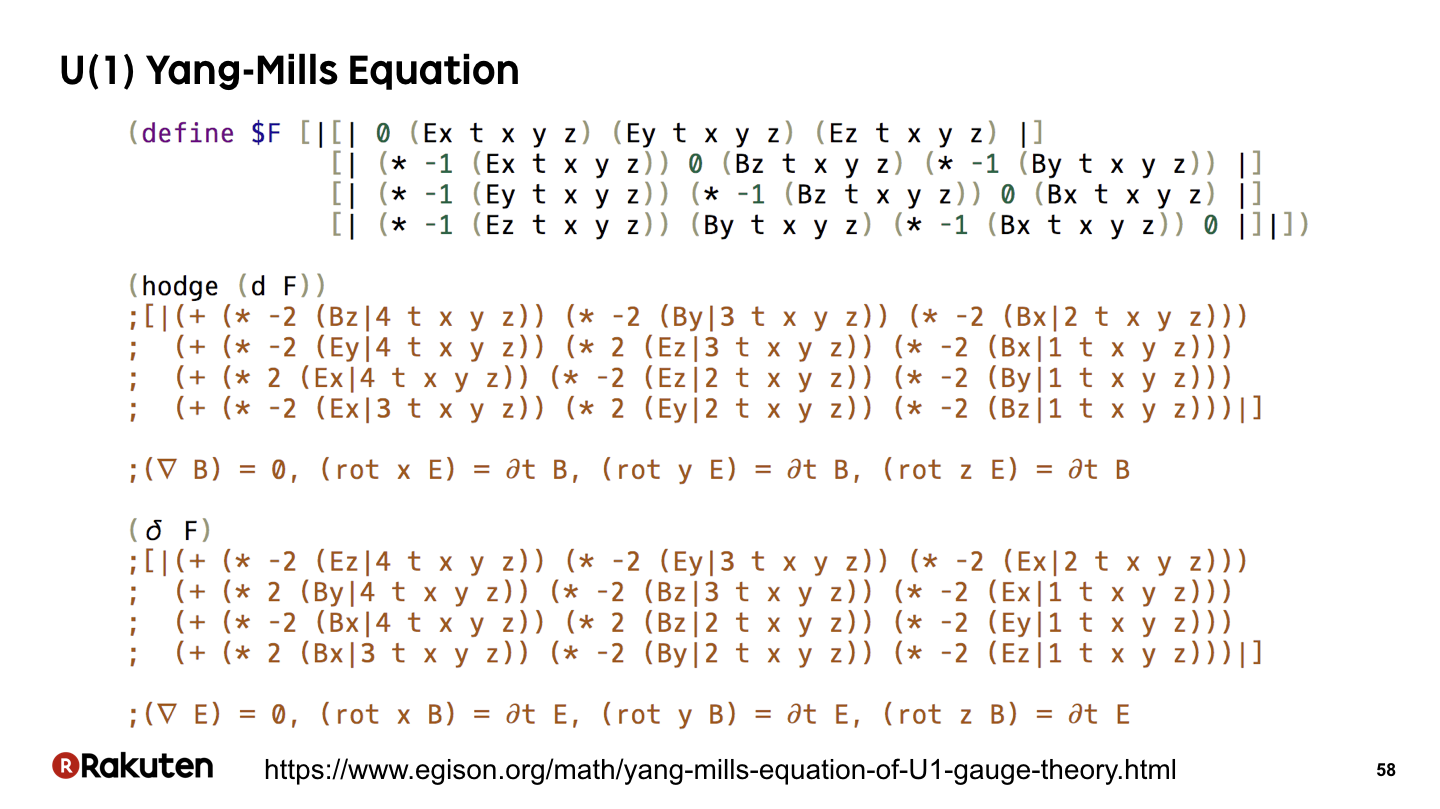 U(1) Yang-Mills Equation
(define $F [|[| 0 (Ex t x y z) (Ey t x y z) (Ez t x y z) |]
[| (* -1 (Ex t x y z)) 0 (Bz t x y z) (* -1 (By t x y z)) |]
[| (* -1 (Ey t x y z)) (* -1 (Bz t x y z)) 0 (Bx t x y z) |]
[| (* -1 (Ez t x y z)) (By t x y z) (* -1 (Bx t x y z)) 0 |]|])
(hodge (d F))
;[|(+ (* -2 (Bz|4 t x y z)) (* -2 (By|3 t x y z)) (* -2 (Bx|2 t x y z)))
; (+ (* -2 (Ey|4 t x y z)) (* 2 (Ez|3 t x y z)) (* -2 (Bx|1 t x y z)))
; (+ (* 2 (Ex|4 t x y z)) (* -2 (Ez|2 t x y z)) (* -2 (By|1 t x y z)))
; (+ (* -2 (Ex|3 t x y z)) (* 2 (Ey|2 t x y z)) (* -2 (Bz|1 t x y z)))|]
;(∇ B) = 0, (rot x E) = ∂t B, (rot y E) = ∂t B, (rot z E) = ∂t B
(δ F)
;[|(+ (* -2 (Ez|4 t x y z)) (* -2 (Ey|3 t x y z)) (* -2 (Ex|2 t x y z)))
; (+ (* 2 (By|4 t x y z)) (* -2 (Bz|3 t x y z)) (* -2 (Ex|1 t x y z)))
; (+ (* -2 (Bx|4 t x y z)) (* 2 (Bz|2 t x y z)) (* -2 (Ey|1 t x y z)))
; (+ (* 2 (Bx|3 t x y z)) (* -2 (By|2 t x y z)) (* -2 (Ez|1 t x y z)))|]
;(∇ E) = 0, (rot x B) = ∂t E, (rot y B) = ∂t E, (rot z B) = ∂t E
R Rakuten
https://www.egison.org/math/yang-mills-equation-of-U1-gauge-theory.html
58